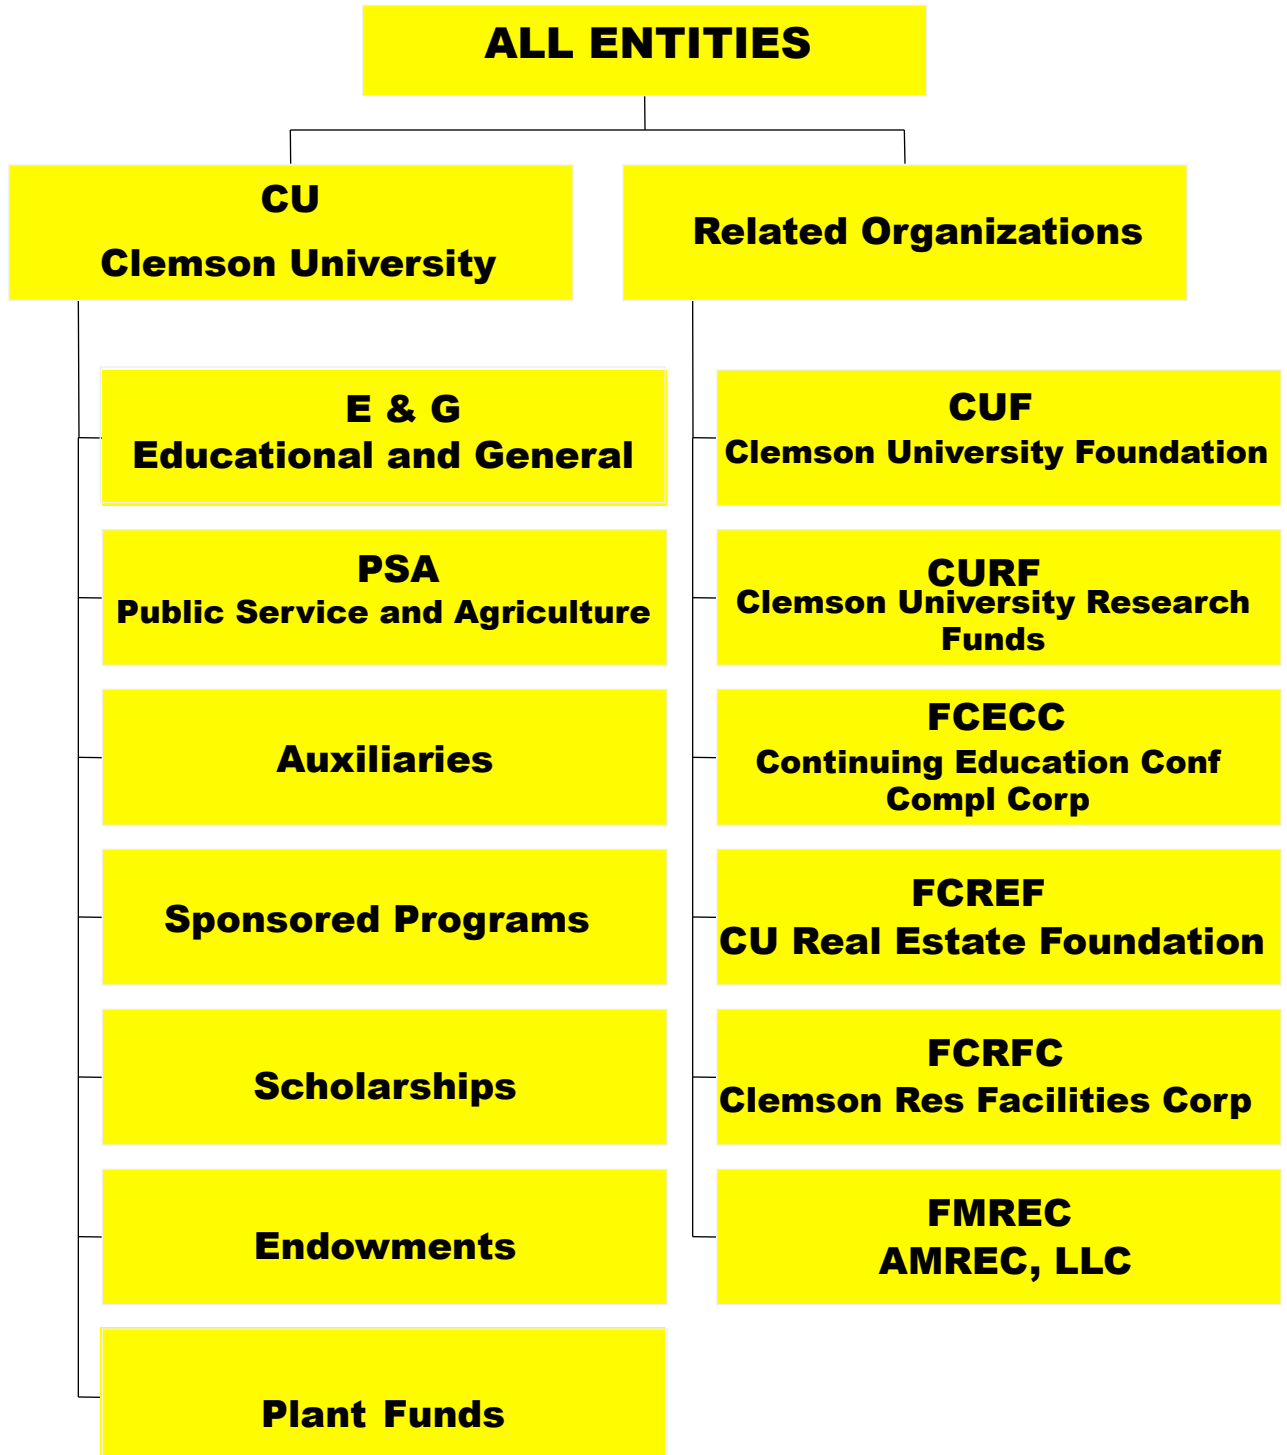 ALL ENTITIES
CU
Clemson University
Related Organizations
E & G
Educational and General
PSA
Public Service and Agriculture
Auxiliaries
Sponsored Programs
Scholarships
Endowments
Plant Funds
CUF
Clemson University Foundation
CURF
Clemson University Research
Funds
FCECC
Continuing Education Conf
Compl Corp
FCREF
CU Real Estate Foundation
FCRFC
Clemson Res Facilities Corp
FMREC
AMREC, LLC